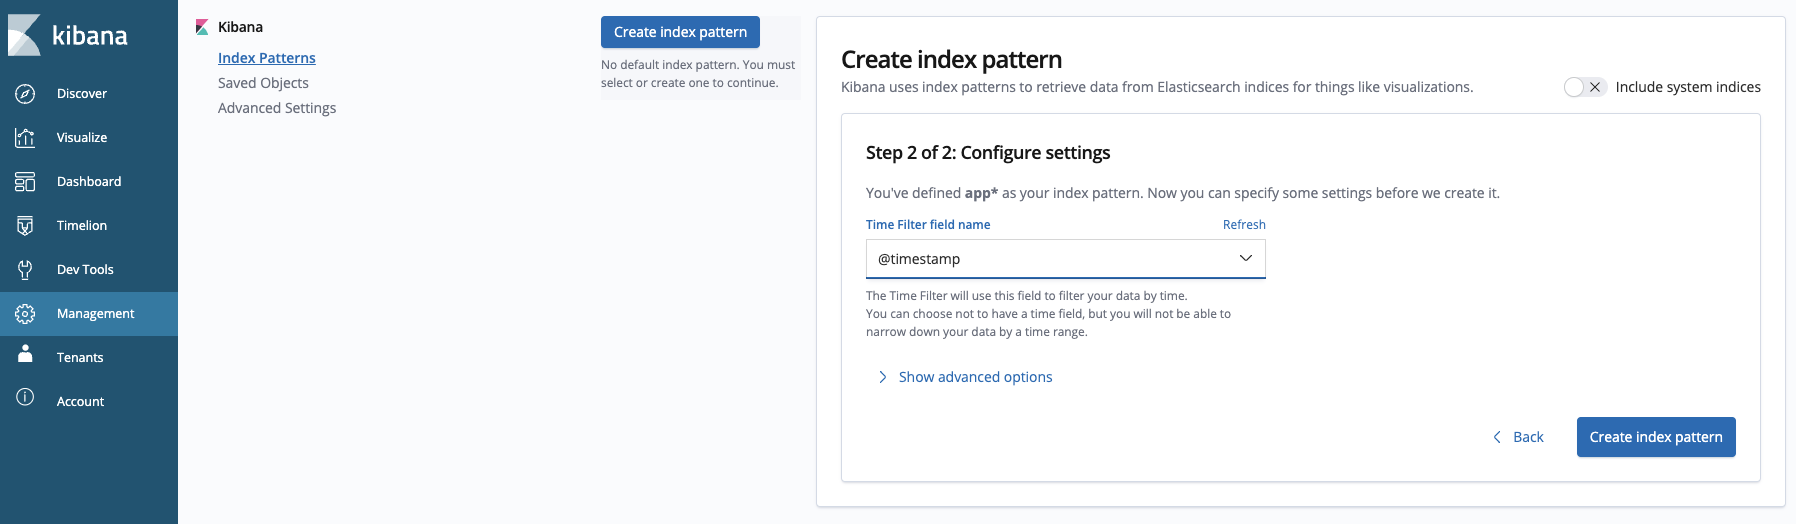 kibana
Discover
Visualize
Dashboard
Timelion
Dev Tools
Management
Tenants
Account
Kibana
Index Patterns
Saved Objects
Advanced Settings
Create index pattern
No default index pattern. You must
select or create one to continue.
Create index pattern
Kibana uses index patterns to retrieve data from Elasticsearch indices for things like visualizations.
Include system indices
Step 2 of 2: Configure settings
You've defined app* as your index pattern. Now you can specify some settings before we create it.
Time Filter field name Refresh
@timestamp
The Time Filter will use this field to filter your data by time.
You can choose not to have a time field, but you will not be able to
narrow down your data by a time range.
Show advanced options
Back Create index pattern